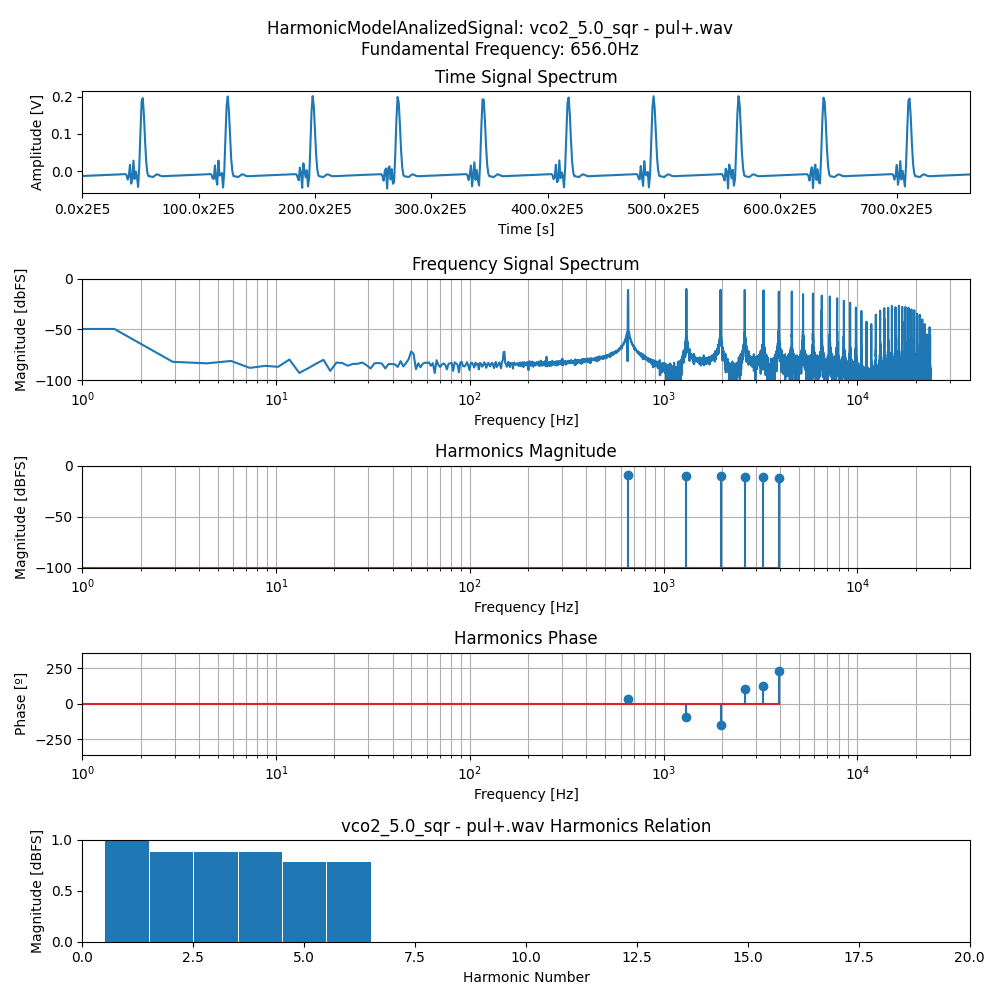 HarmonicModelAnalizedSignal: vco2_5.0_sqr - pul+.wav
Fundamental Frequency: 656.0Hz
Time Signal Spectrum
Amplitude [V]
0.2
0.1
0.0
0.0x2E5 100.0x2E5 200.0x2E5 300.0x2E5 400.0x2E5 500.0x2E5 600.0x2E5 700.0x2E5
Time [s]
Frequency Signal Spectrum
Magnitude [dbFS]
0
−50
−100
10^0 10^1 10^2 10^3 10^4
Frequency [Hz]
Harmonics Magnitude
Magnitude [dBFS]
0
−50
−100
10^0 10^1 10^2 10^3 10^4
Frequency [Hz]
Harmonics Phase
Phase [º]
250
0
−250
10^0 10^1 10^2 10^3 10^4
Frequency [Hz]
vco2_5.0_sqr - pul+.wav Harmonics Relation
Magnitude [dBFS]
1.0
0.5
0.0
0.0 2.5 5.0 7.5 10.0 12.5 15.0 17.5 20.0
Harmonic Number